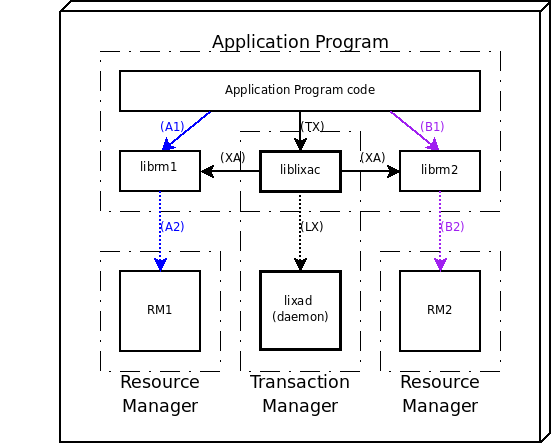 Application Program
Application Program code
(A1)
(TX)
(B1)
librm1
(XA)
liblixac
(XA)
librm2
(A2)
(LX)
(B2)
RM1
lixad
(daemon)
RM2
Resource
Manager
Transaction
Manager
Resource
Manager